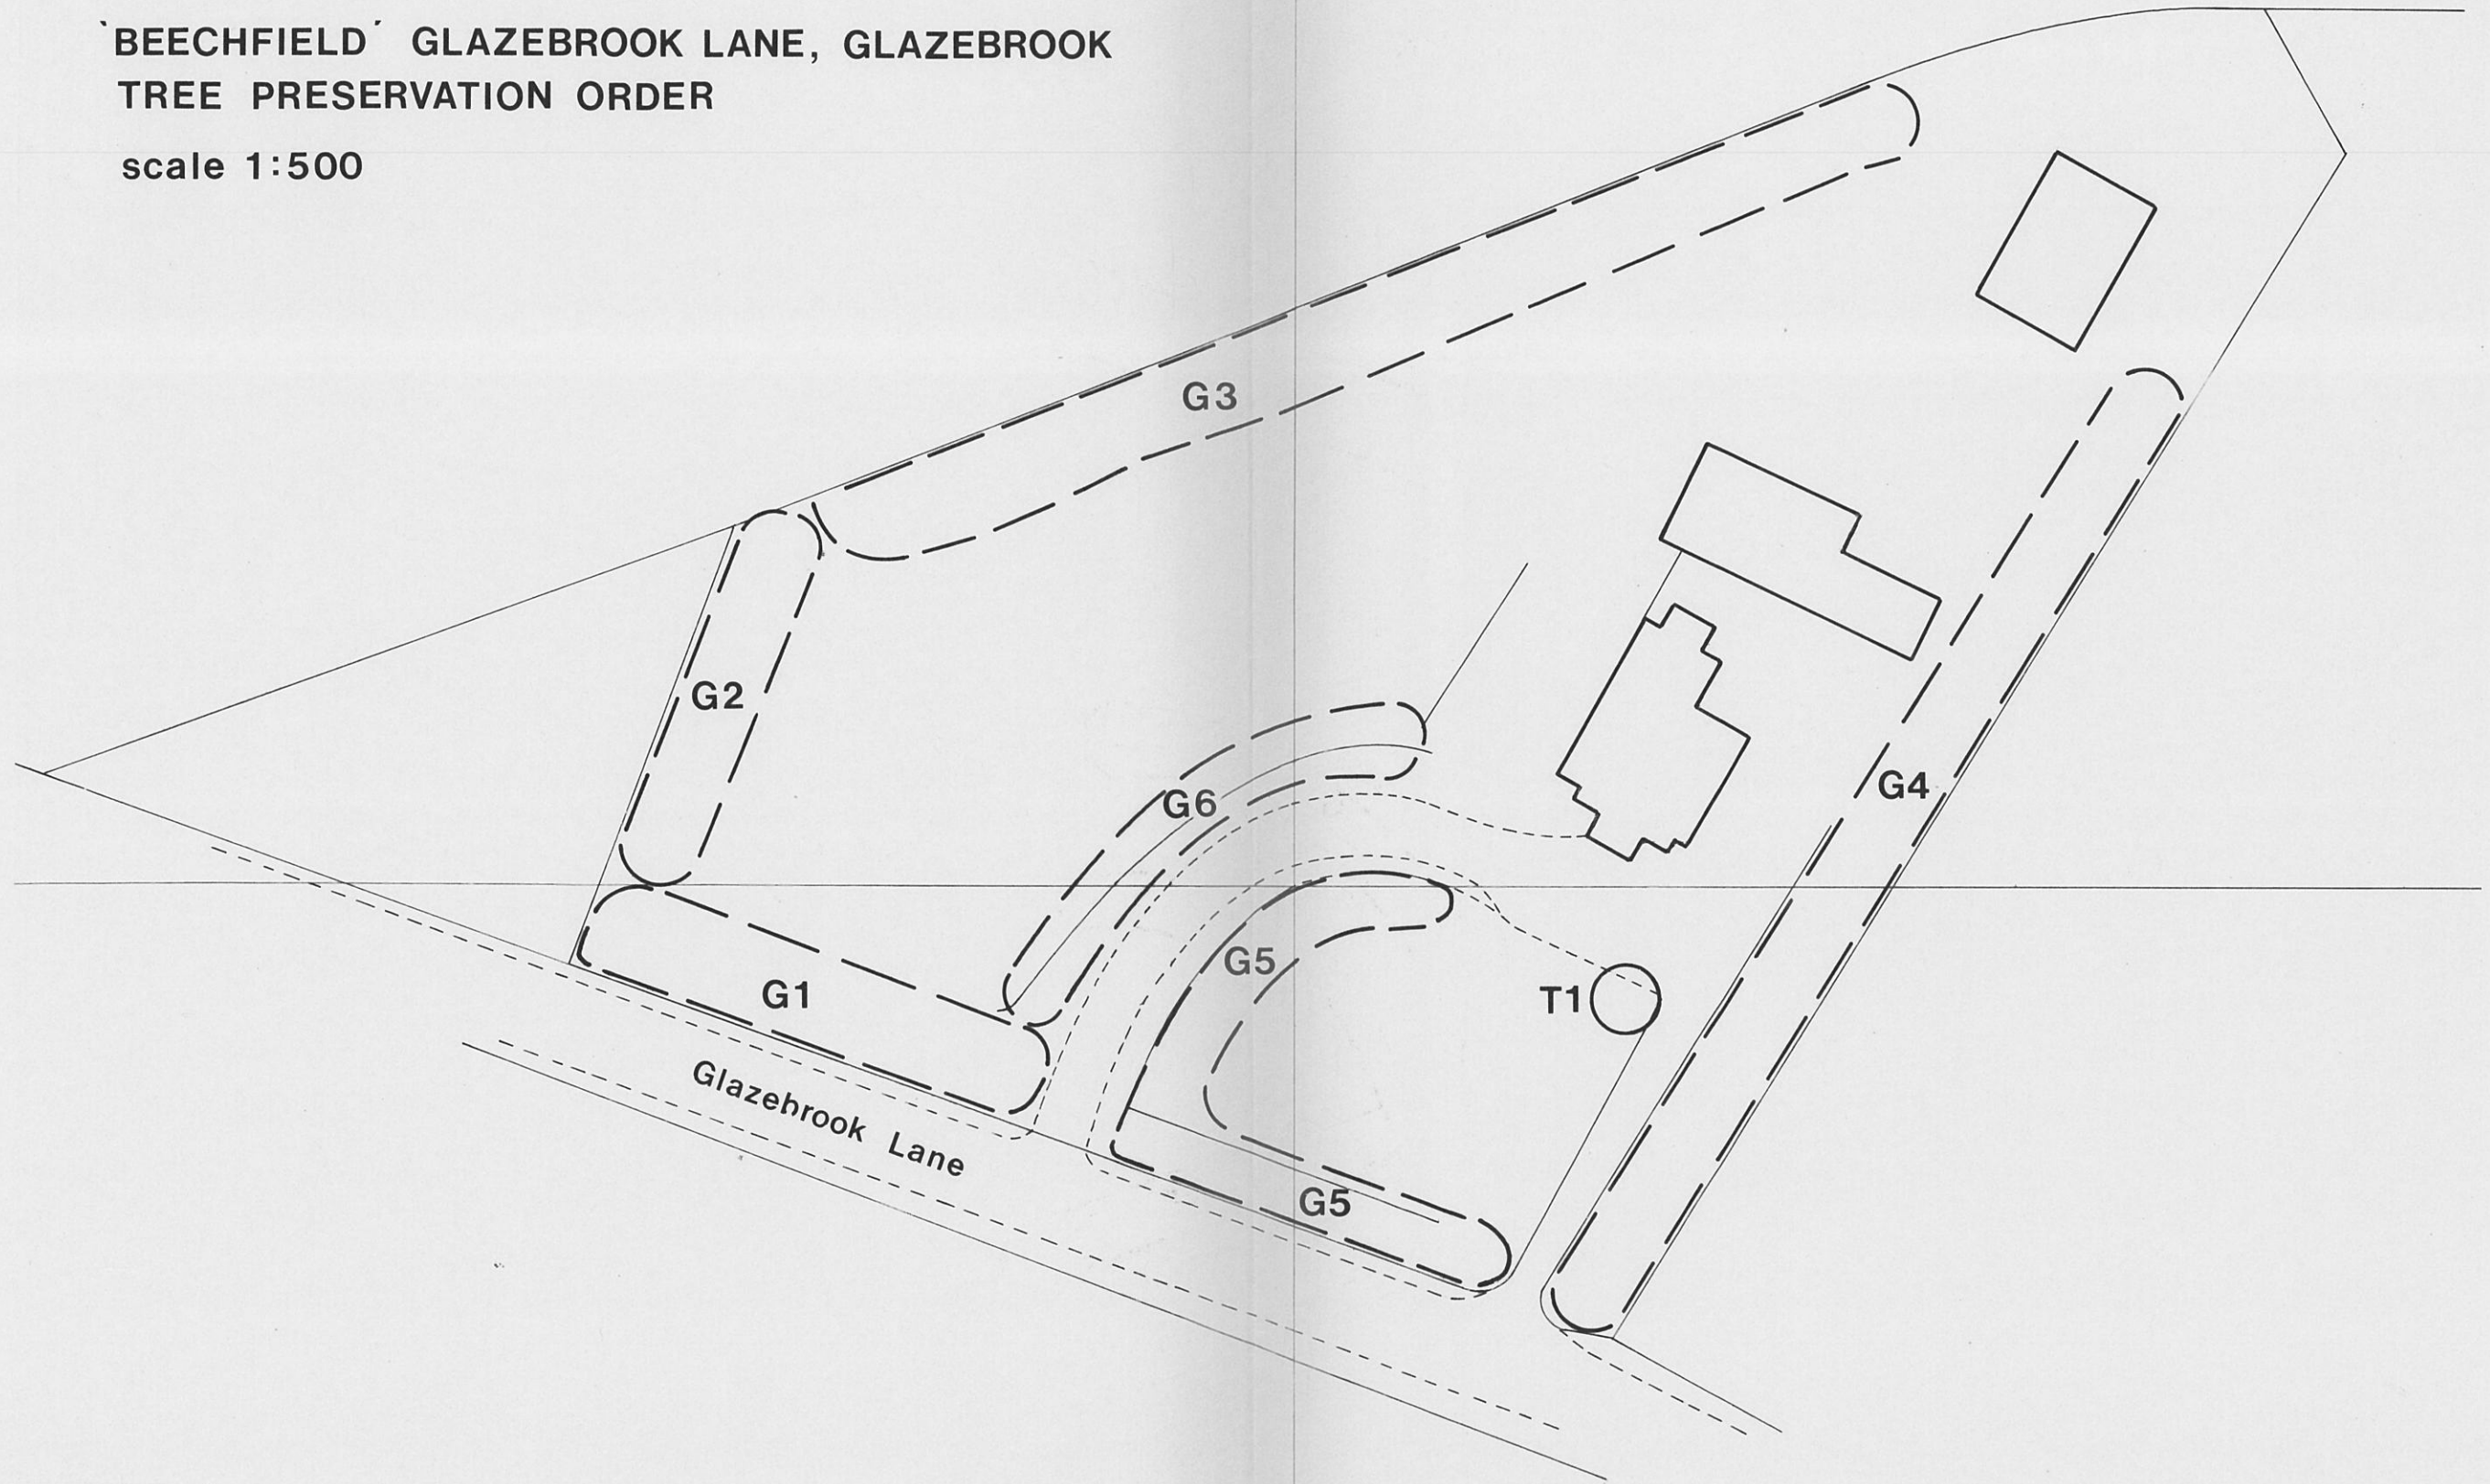 `BEECHFIELD´ GLAZEBROOK LANE, GLAZEBROOK
TREE PRESERVATION ORDER
scale 1:500
G3
G2
G6
G4
G5
G1
T1
Glazebrook Lane
G5